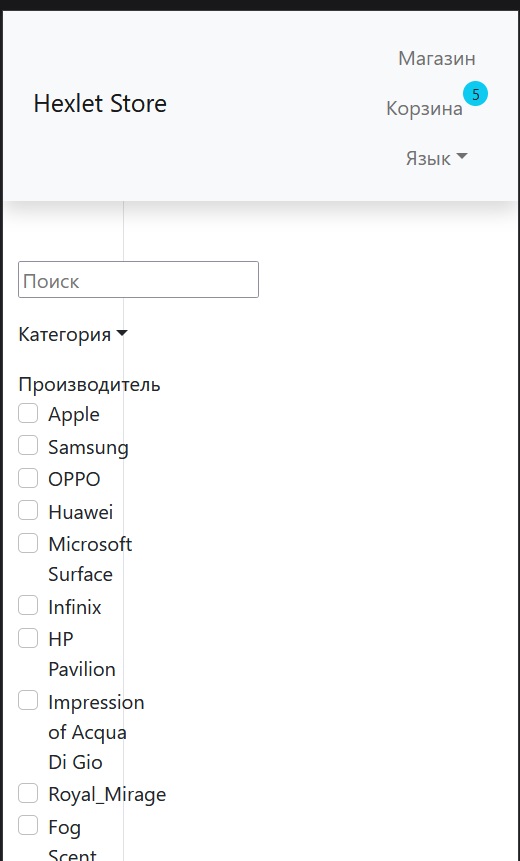 Hexlet Store
Магазин
Корзина 5
Язык
Поиск
Категория
Производитель
Apple
Samsung
OPPO
Huawei
Microsoft
Surface
Infinix
HP
Pavilion
Impression
of Acqua
Di Gio
Royal_Mirage
Fog
Scent